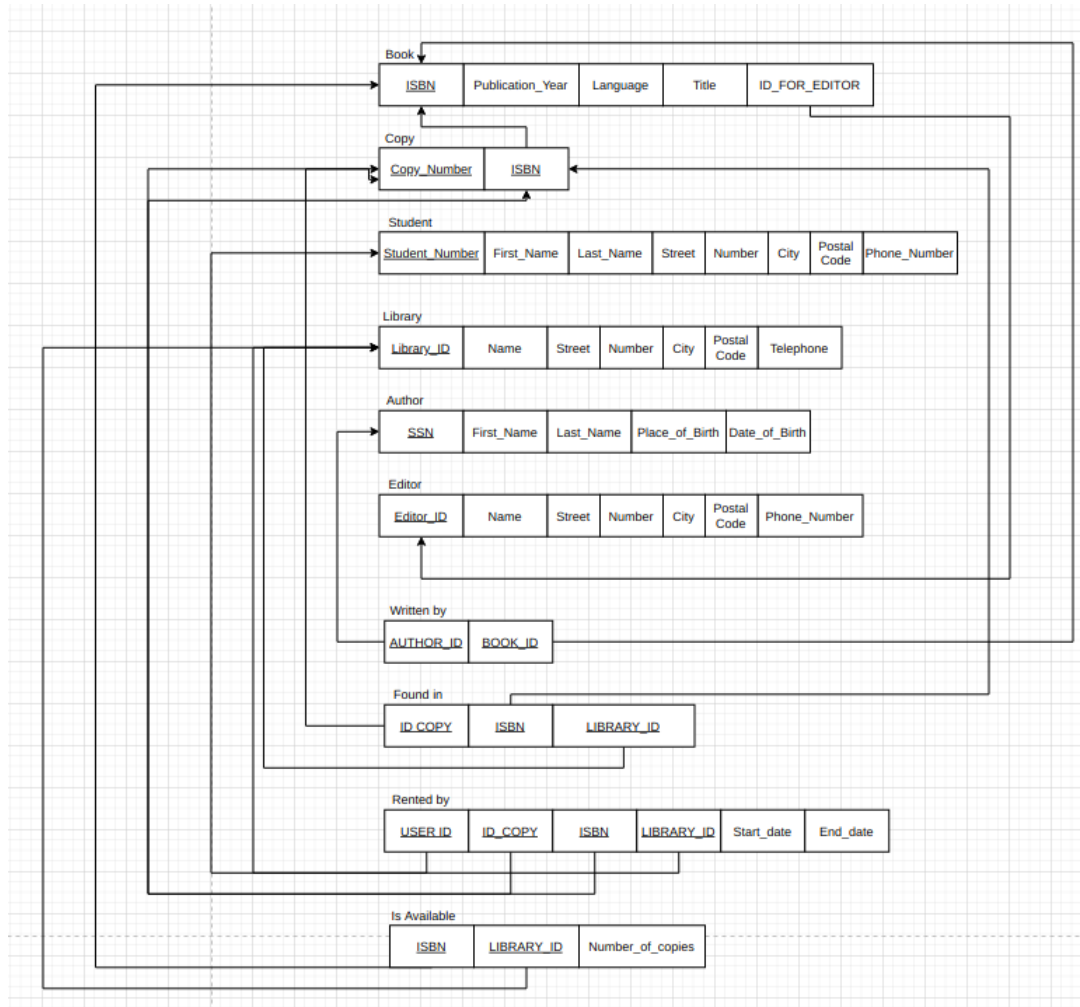 Book
ISBN Publication_Year Language Title ID_FOR_EDITOR
Copy
Copy_Number ISBN
Student
Student_Number First_Name Last_Name Street Number City Postal Code Phone_Number
Library
Library_ID Name Street Number City Postal Code Telephone
Author
SSN First_Name Last_Name Place_of_Birth Date_of_Birth
Editor
Editor_ID Name Street Number City Postal Code Phone_Number
Written by
AUTHOR_ID BOOK_ID
Found in
ID COPY ISBN LIBRARY_ID
Rented by
USER ID ID_COPY ISBN LIBRARY_ID Start_date End_date
Is Available
ISBN LIBRARY_ID Number_of_copies